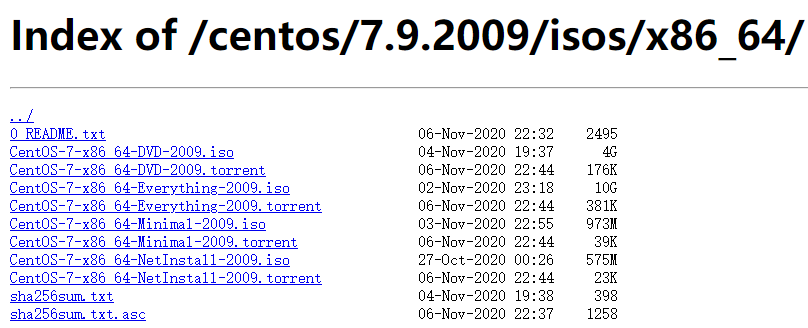 Index of /centos/7.9.2009/isos/x86_64/
../
0_README.txt 06-Nov-2020 22:32 2495
CentOS-7-x86_64-DVD-2009.iso 04-Nov-2020 19:37 4G
CentOS-7-x86_64-DVD-2009.torrent 06-Nov-2020 22:44 176K
CentOS-7-x86_64-Everything-2009.iso 02-Nov-2020 23:18 10G
CentOS-7-x86_64-Everything-2009.torrent 06-Nov-2020 22:44 381K
CentOS-7-x86_64-Minimal-2009.iso 03-Nov-2020 22:55 973M
CentOS-7-x86_64-Minimal-2009.torrent 06-Nov-2020 22:44 39K
CentOS-7-x86_64-NetInstall-2009.iso 27-Oct-2020 00:26 575M
CentOS-7-x86_64-NetInstall-2009.torrent 06-Nov-2020 22:44 23K
sha256sum.txt 04-Nov-2020 19:38 398
sha256sum.txt.asc 06-Nov-2020 22:37 1258